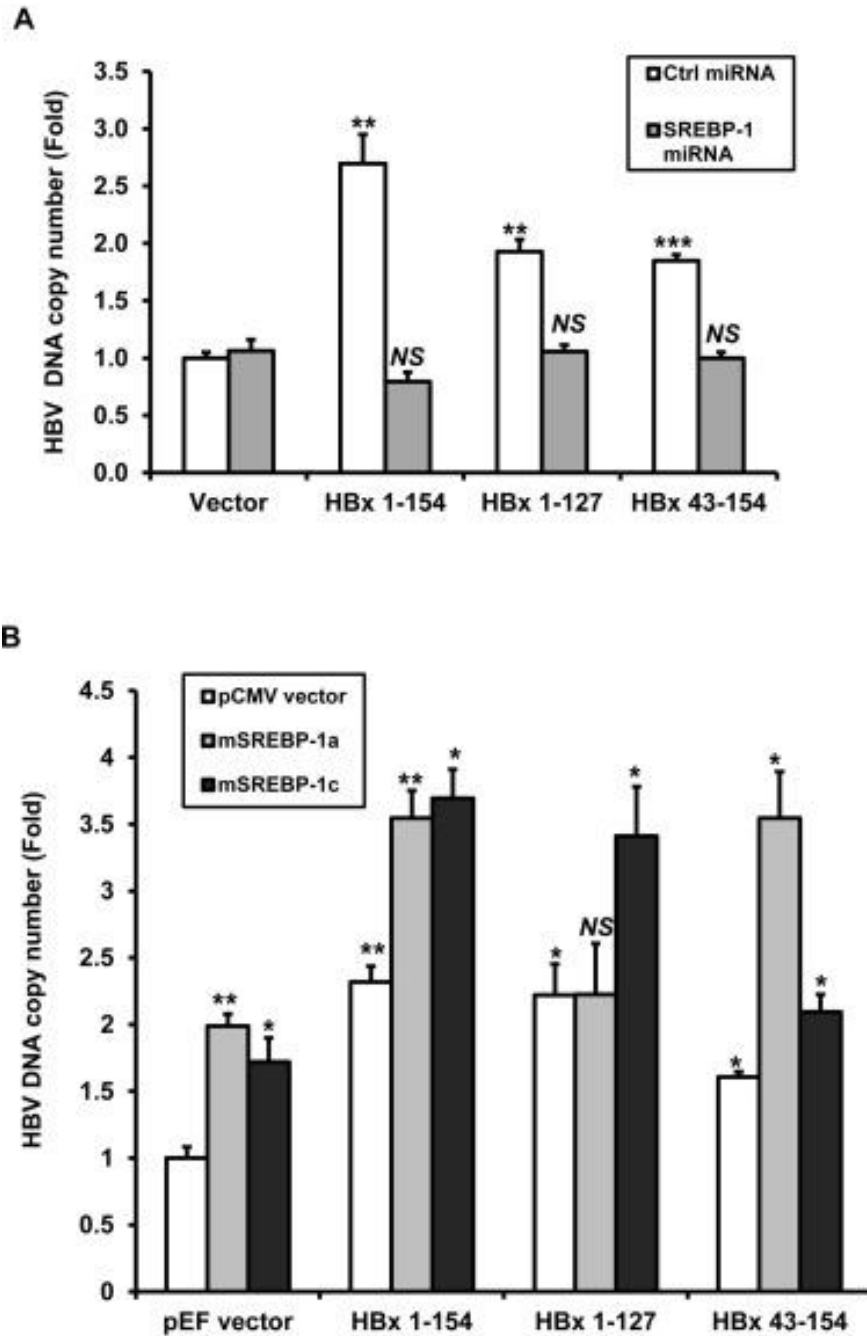 A
HBV DNA copy number (Fold)
3.5
3.0
2.5
2.0
1.5
1.0
0.5
0.0
Ctrl miRNA
SREBP-1
miRNA
**
NS
**
NS
***
NS
Vector
HBx 1-154
HBx 1-127
HBx 43-154
B
HBV DNA copy number (Fold)
4.5
4
3.5
3
2.5
2
1.5
1
0.5
0
pCMV vector
mSREBP-1a
mSREBP-1c
**
*
**
**
*
*
NS
*
*
*
*
pEF vector
HBx 1-154
HBx 1-127
HBx 43-154